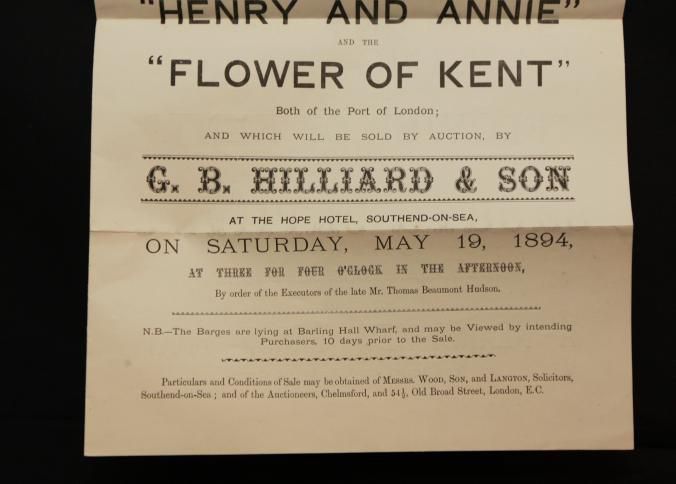 "HENRY AND ANNIE"
AND THE
"FLOWER OF KENT"
Both of the Port of London;
AND WHICH WILL BE SOLD BY AUCTION, BY
G. B. HILLIARD & SON
AT THE HOPE HOTEL, SOUTHEND-ON-SEA,
ON SATURDAY, MAY 19, 1894,
AT THREE FOR FOUR O'CLOCK IN THE AFTERNOON,
By order of the Executors of the late Mr. Thomas Beaumont Hudson.
N.B.—The Barges are lying at Barling Hall Wharf, and may be Viewed by intending
Purchasers, 10 days prior to the Sale.
Particulars and Conditions of Sale may be obtained of MESSRS. WOOD, SON, and LANGTON, Solicitors,
Southend-on-Sea; and of the Auctioneers, Chelmsford, and 54½, Old Broad Street, London, E.C.